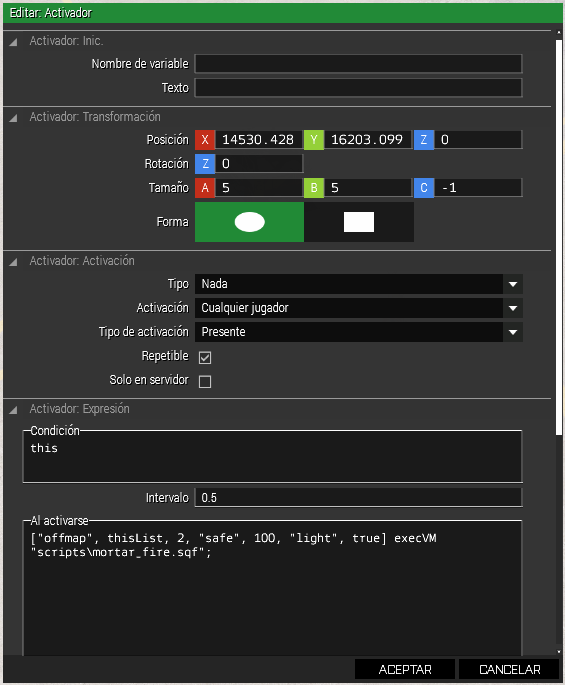 Editar: Activador
Activador: Inic.
Nombre de variable
Texto
Activador: Transformación
Posición X 14530.428 Y 16203.099 Z 0
Rotación Z 0
Tamaño A 5 B 5 C -1
Forma
Activador: Activación
Tipo Nada
Activación Cualquier jugador
Tipo de activación Presente
Repetible
Solo en servidor
Activador: Expresión
Condición
this
Intervalo 0.5
Al activarse
["offmap", thisList, 2, "safe", 100, "light", true] execVM
"scripts\mortar_fire.sqf";
ACEPTAR CANCELAR